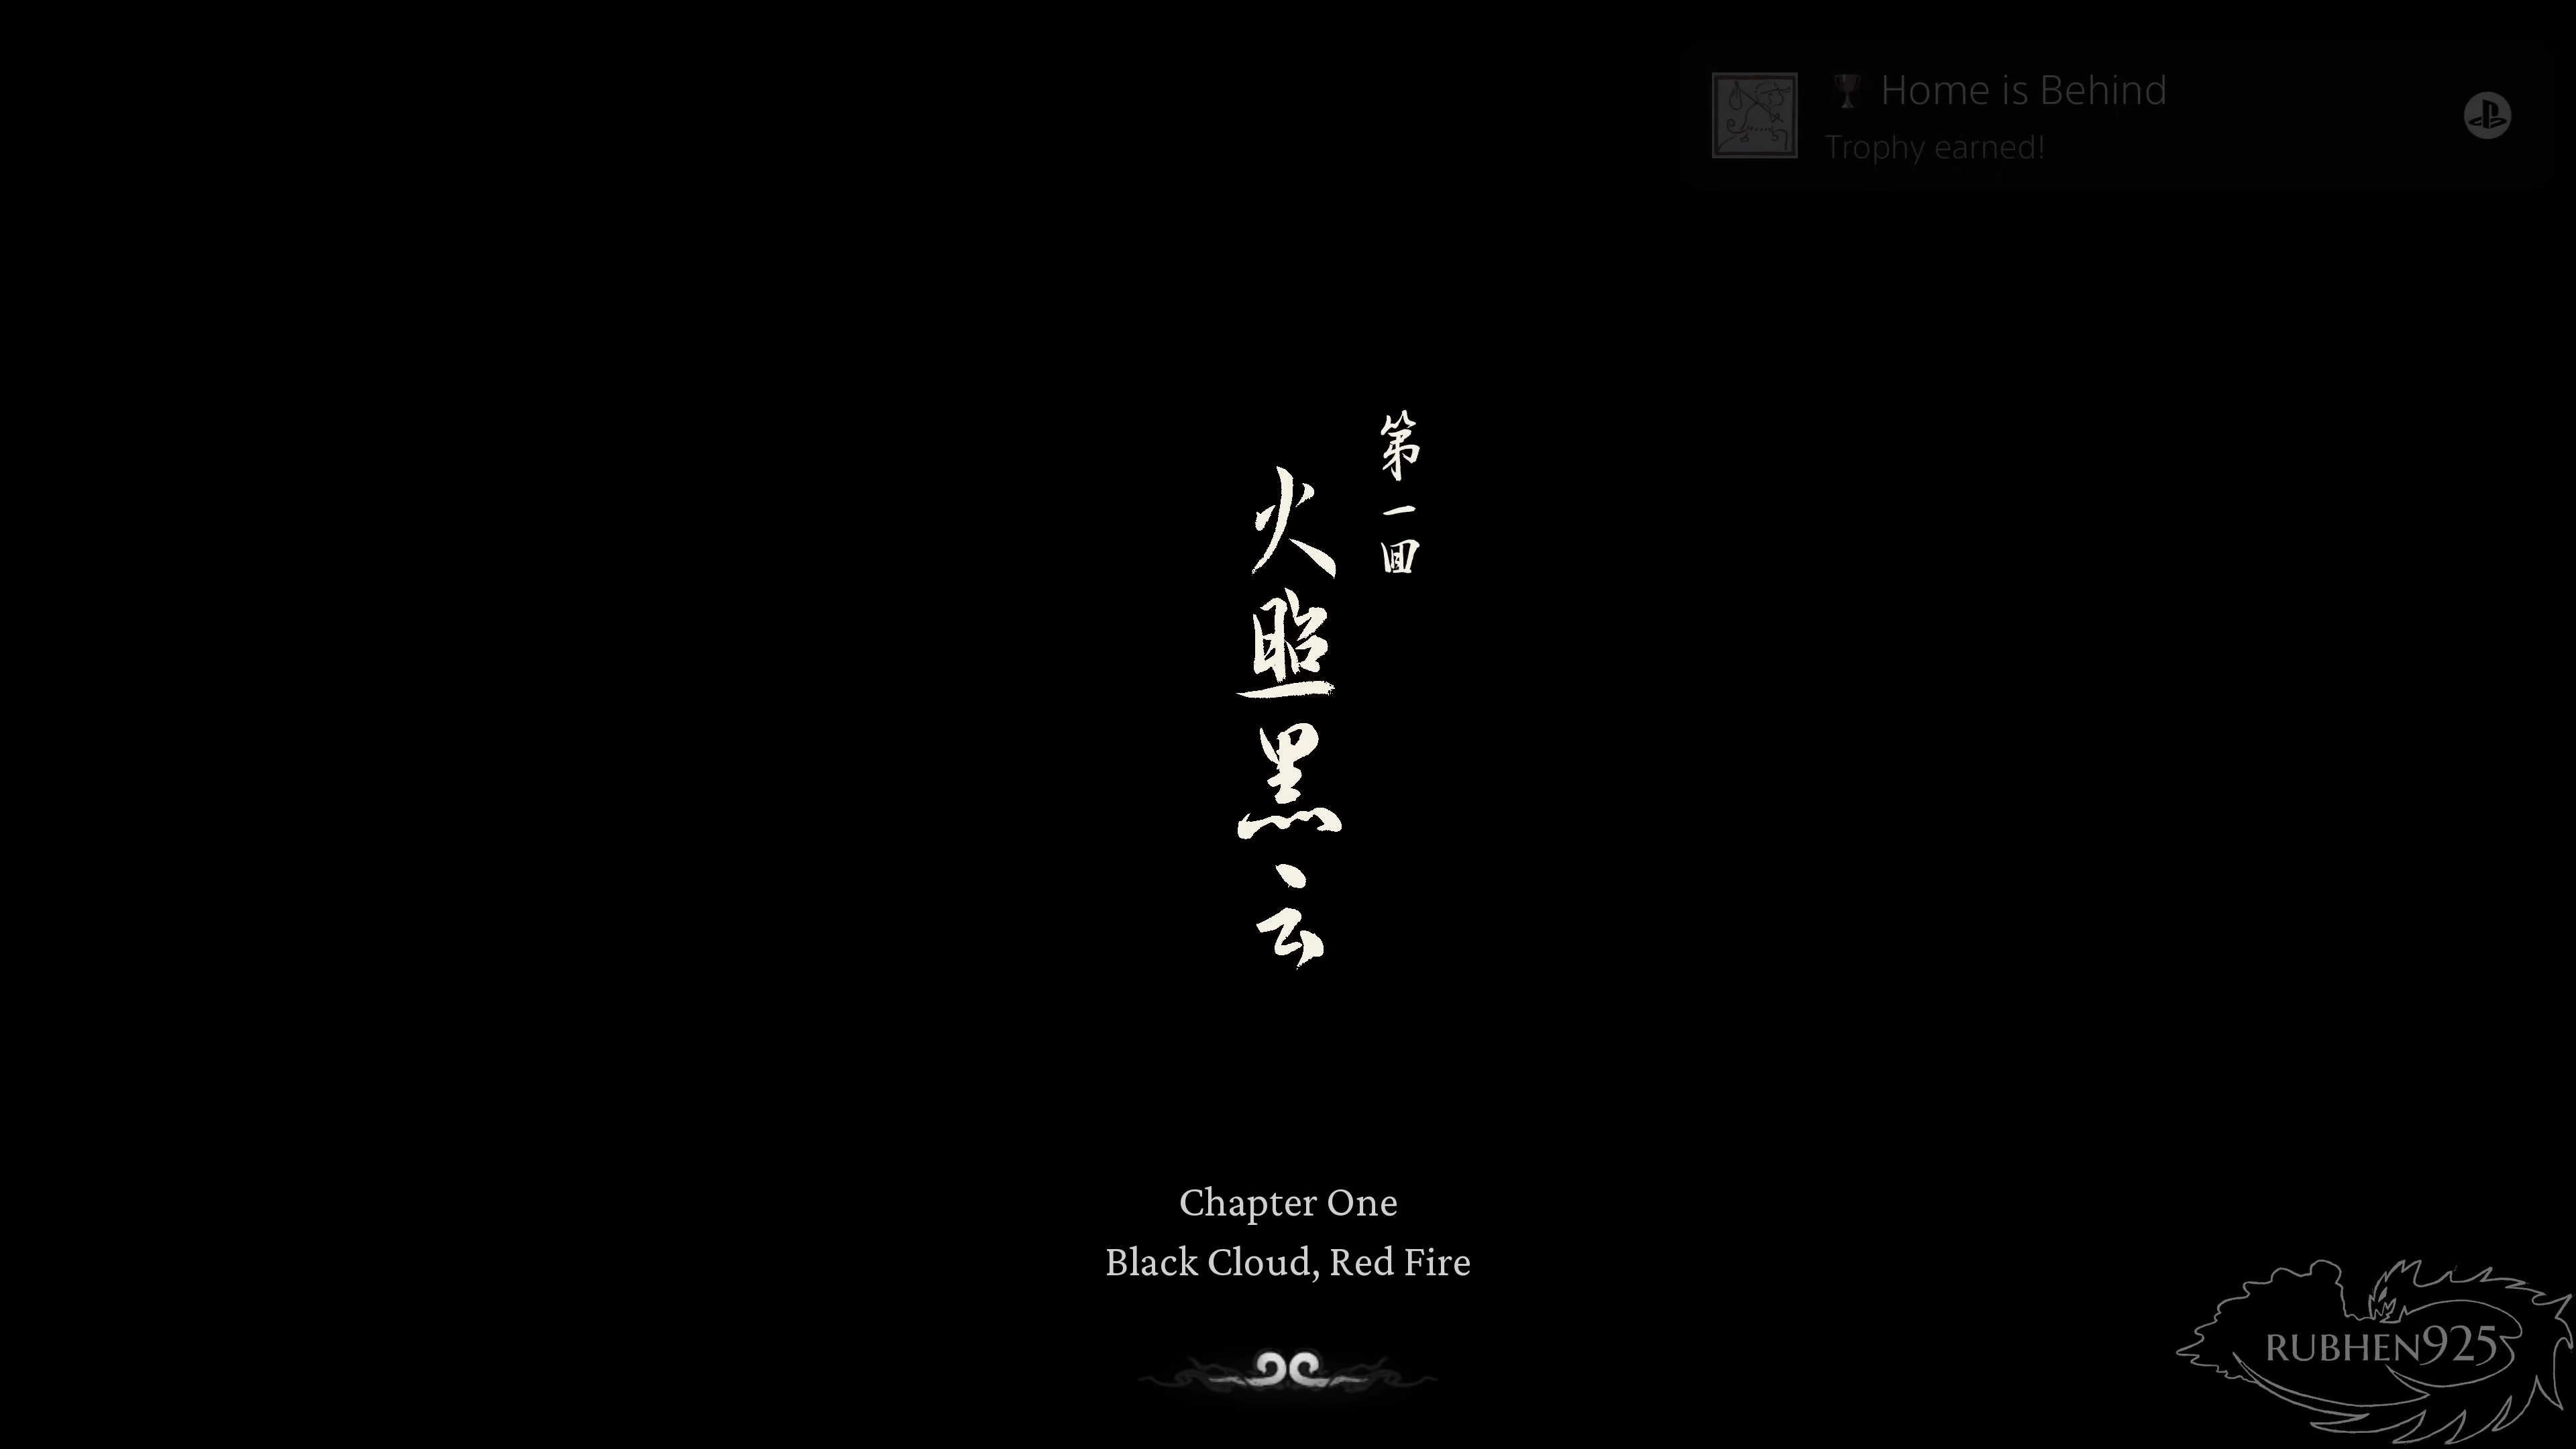 Home is Behind
Trophy earned!
第一回
火照黑云
Chapter One
Black Cloud, Red Fire
RUBHEN925